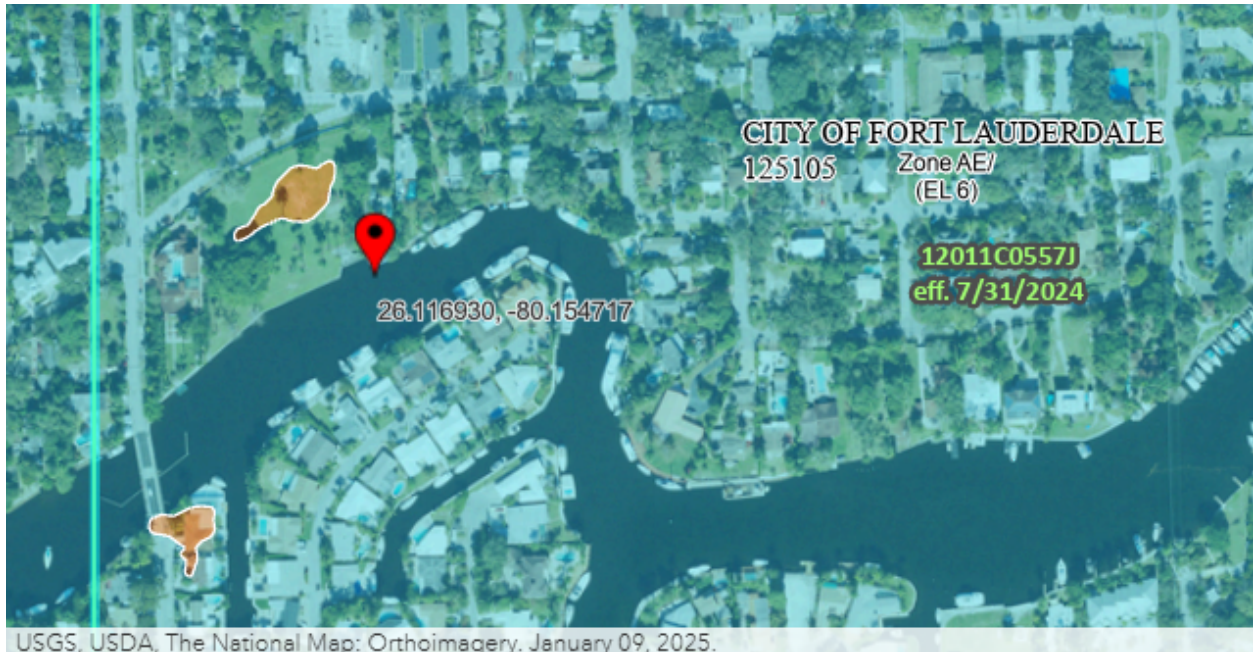 CITY OF FORT LAUDERDALE
125105
Zone AE/
(EL 6)
12011C0557J
eff. 7/31/2024
26.116930, -80.154717
USGS, USDA, The National Map: Orthoimagery. January 09, 2025.